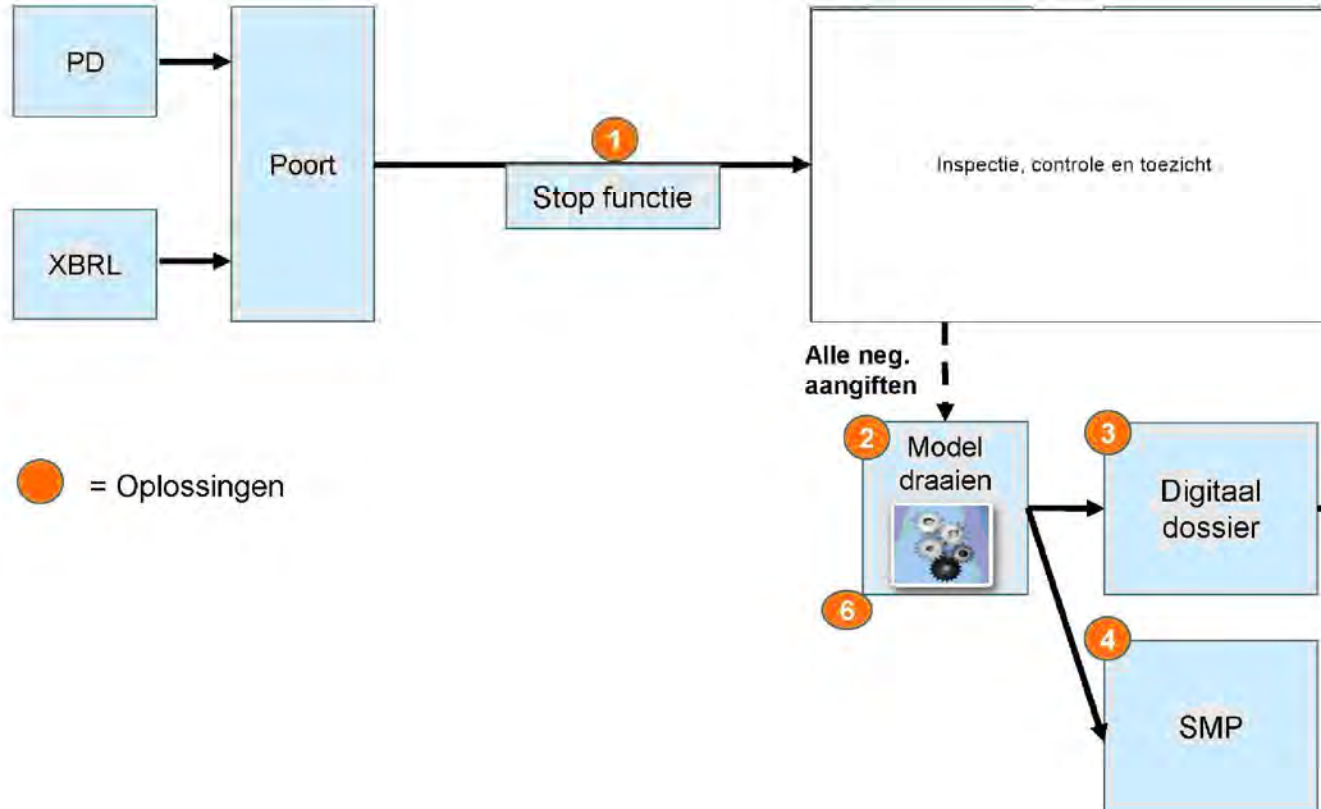 PD
Poort
1
Stop functie
Inspectie, controle en toezicht
XBRL
Alle neg.
aangiften
2
Model
draaien
3
Digitaal
dossier
= Oplossingen
6
4
SMP